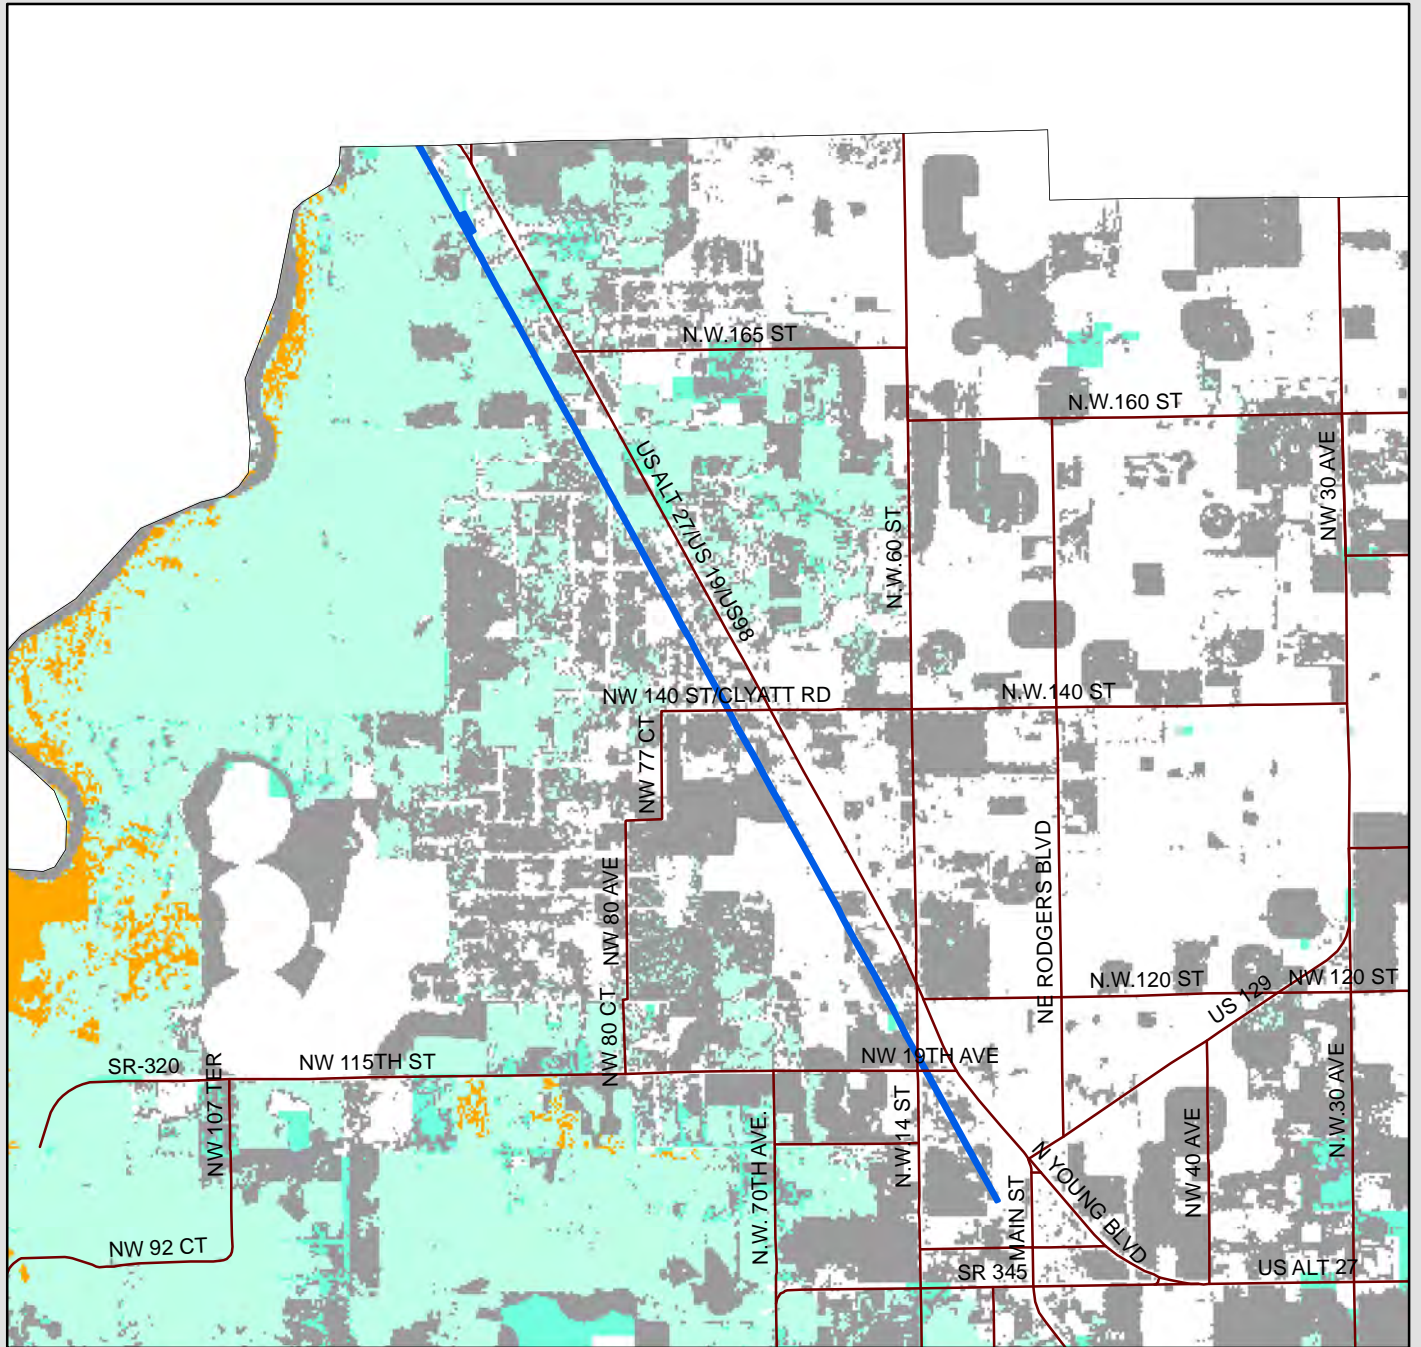 N.W.165 ST
N.W.160 ST
US ALT 27/US 19/US98
NW 30 AVE
N.W.60 ST
NW 140 ST/CLYATT RD
N.W.140 ST
NW 77 CT
NE RODGERS BLVD
NW 80 AVE
N.W.120 ST
NW 120 ST
US 129
NW 80 CT
NW 19TH AVE
SR-320
NW 115TH ST
NW 107 TER
N.W.14 ST
N.W.30 AVE
N.W. 70TH AVE.
NW 40 AVE
N YOUNG BLVD
MAIN ST
NW 92 CT
SR 345
US ALT 27